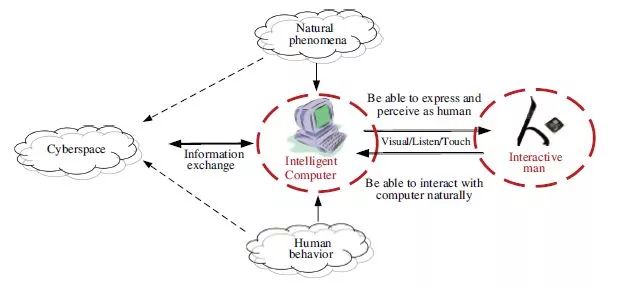 Natural
phenomena
Be able to express and
perceive as human
Cyberspace
Information
exchange
Intelligent
Computer
Visual/Listen/Touch
Interactive
man
Be able to interact with
computer naturally
Human
behavior